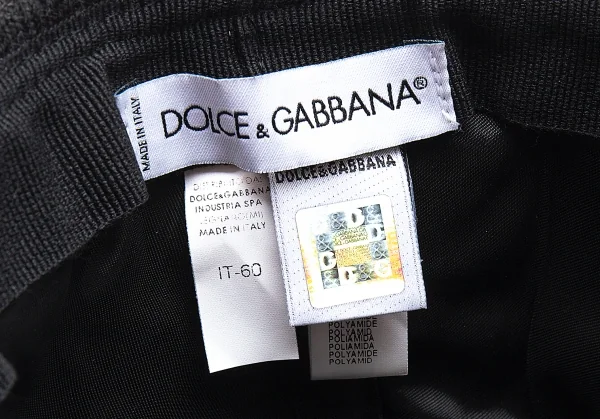 MADE IN ITALY
DOLCE & GABBANA®
DOLCE&GABBANA
INDUSTRIA SPA
MADE IN ITALY
IT-60
DOLCE&GABBANA
POLYAMIDE
POLYAMIDE
POLIAMIDA
POLIAMIDE
POLYAMID